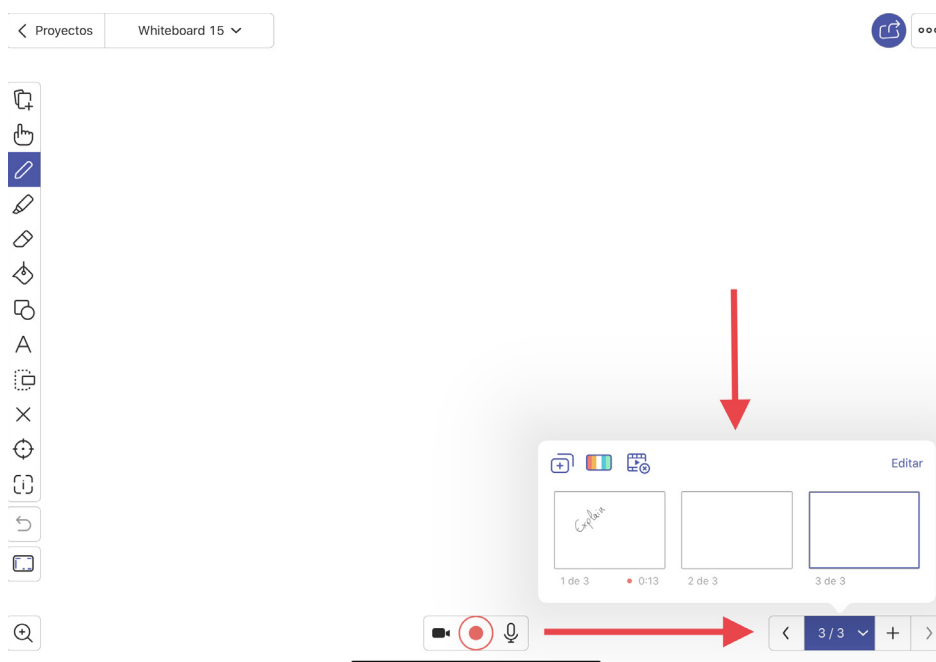 Proyectos
Whiteboard 15
A
Editar
Explain
1 de 3
0:13
2 de 3
3 de 3
3/3